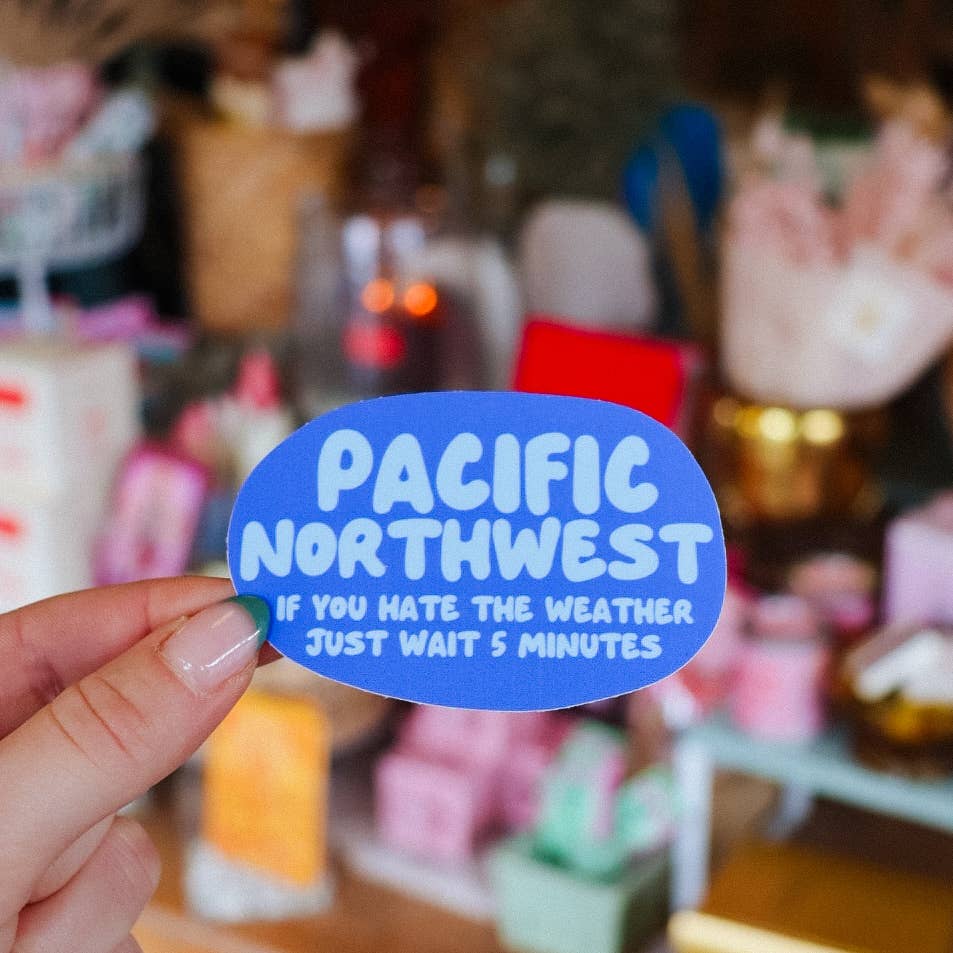 PACIFIC
NORTHWEST
IF YOU HATE THE WEATHER
JUST WAIT 5 MINUTES